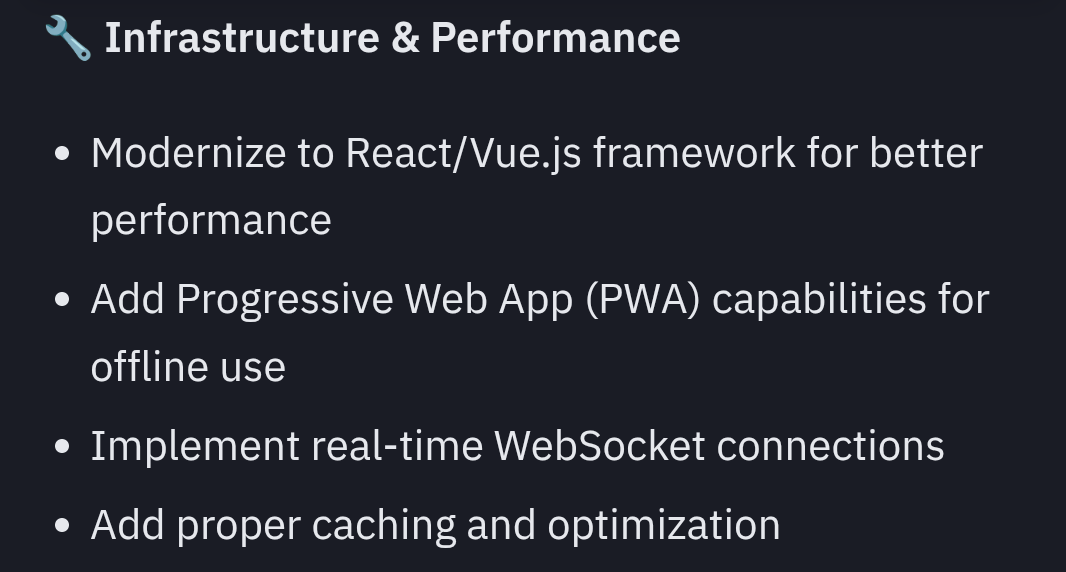 🔧 Infrastructure & Performance
• Modernize to React/Vue.js framework for better
performance
• Add Progressive Web App (PWA) capabilities for
offline use
• Implement real-time WebSocket connections
• Add proper caching and optimization